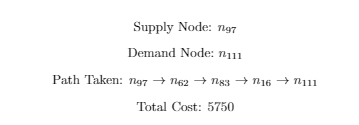 Supply Node: n₉₇
Demand Node: n₁₁₁
Path Taken: n₉₇ → n₆₂ → n₈₃ → n₁₆ → n₁₁₁
Total Cost: 5750